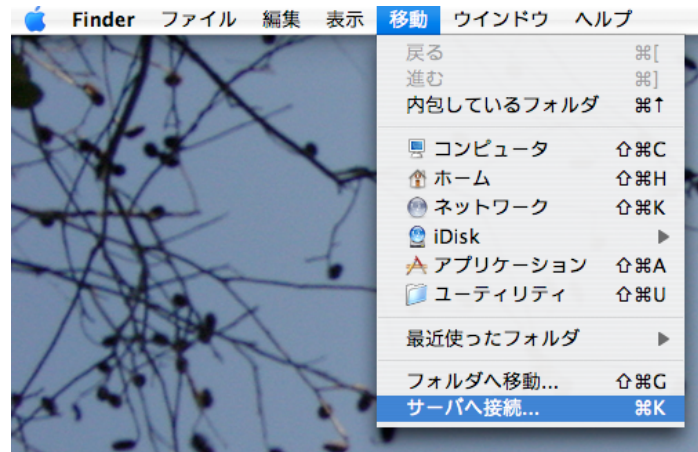 Finder ファイル 編集 表示 移動 ウインドウ ヘルプ
戻る ⌘[
進む ⌘]
内包しているフォルダ ⌘↑
コンピュータ ⇧⌘C
ホーム ⇧⌘H
ネットワーク ⇧⌘K
iDisk ▶
アプリケーション ⇧⌘A
ユーティリティ ⇧⌘U
最近使ったフォルダ ▶
フォルダへ移動... ⇧⌘G
サーバへ接続... ⌘K